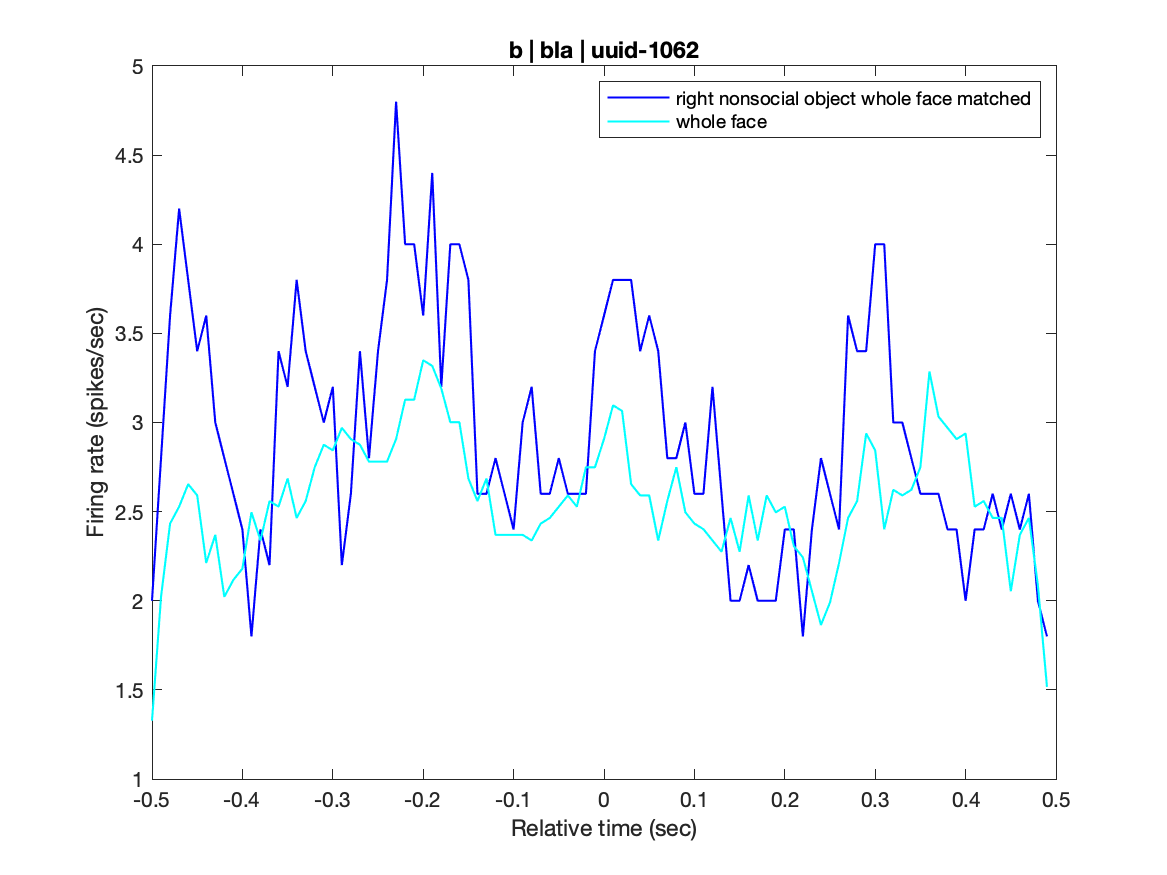 b | bla | uuid-1062
right nonsocial object whole face matched
whole face
Firing rate (spikes/sec)
5
4.5
4
3.5
3
2.5
2
1.5
1
-0.5 -0.4 -0.3 -0.2 -0.1 0 0.1 0.2 0.3 0.4 0.5
Relative time (sec)